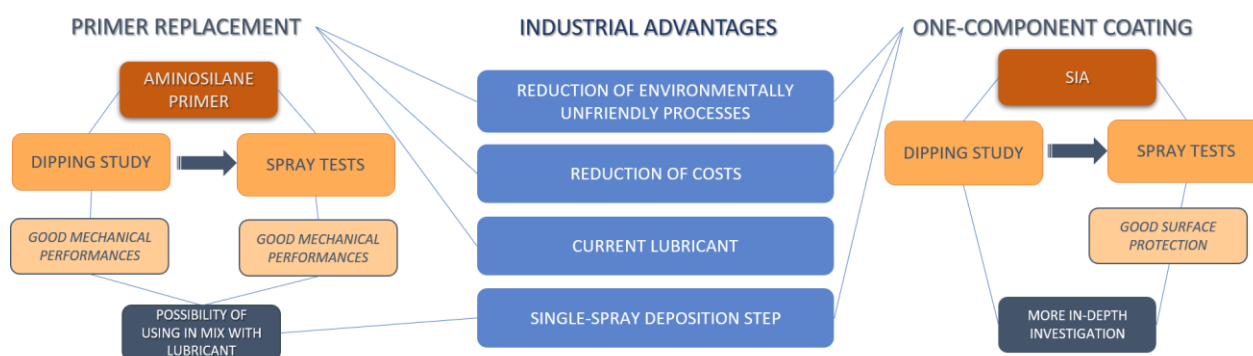 PRIMER REPLACEMENT
AMINOSILANE
PRIMER
DIPPING STUDY
SPRAY TESTS
GOOD MECHANICAL
PERFORMANCES
GOOD MECHANICAL
PERFORMANCES
POSSIBILITY OF
USING IN MIX WITH
LUBRICANT
INDUSTRIAL ADVANTAGES
REDUCTION OF ENVIRONMENTALLY
UNFRIENDLY PROCESSES
REDUCTION OF COSTS
CURRENT LUBRICANT
SINGLE-SPRAY DEPOSITION STEP
ONE-COMPONENT COATING
SIA
DIPPING STUDY
SPRAY TESTS
GOOD SURFACE
PROTECTION
MORE IN-DEPTH
INVESTIGATION